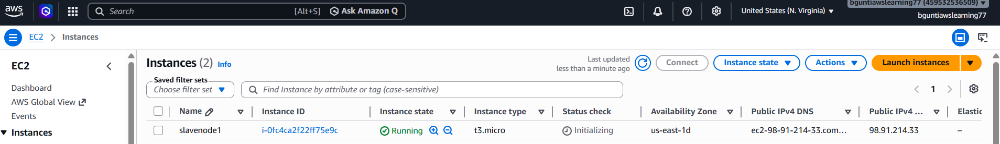 aws
Search [Alt+S] Ask Amazon Q
United States (N. Virginia)
bguntiawslearning77 (459532536509)
bguntiawslearning77
EC2 Instances
EC2
Dashboard
AWS Global View
Events
Instances
Instances (2) Info
Last updated
less than a minute ago
Connect
Instance state
Actions
Launch instances
Saved filter sets
Choose filter set
Find Instance by attribute or tag (case-sensitive)
1
Name Instance ID Instance state Instance type Status check Availability Zone Public IPv4 DNS Public IPv4 ... Elastic
slavenode1 i-0fc4ca2f22ff75e9c Running t3.micro Initializing us-east-1d ec2-98-91-214-33.com... 98.91.214.33 –